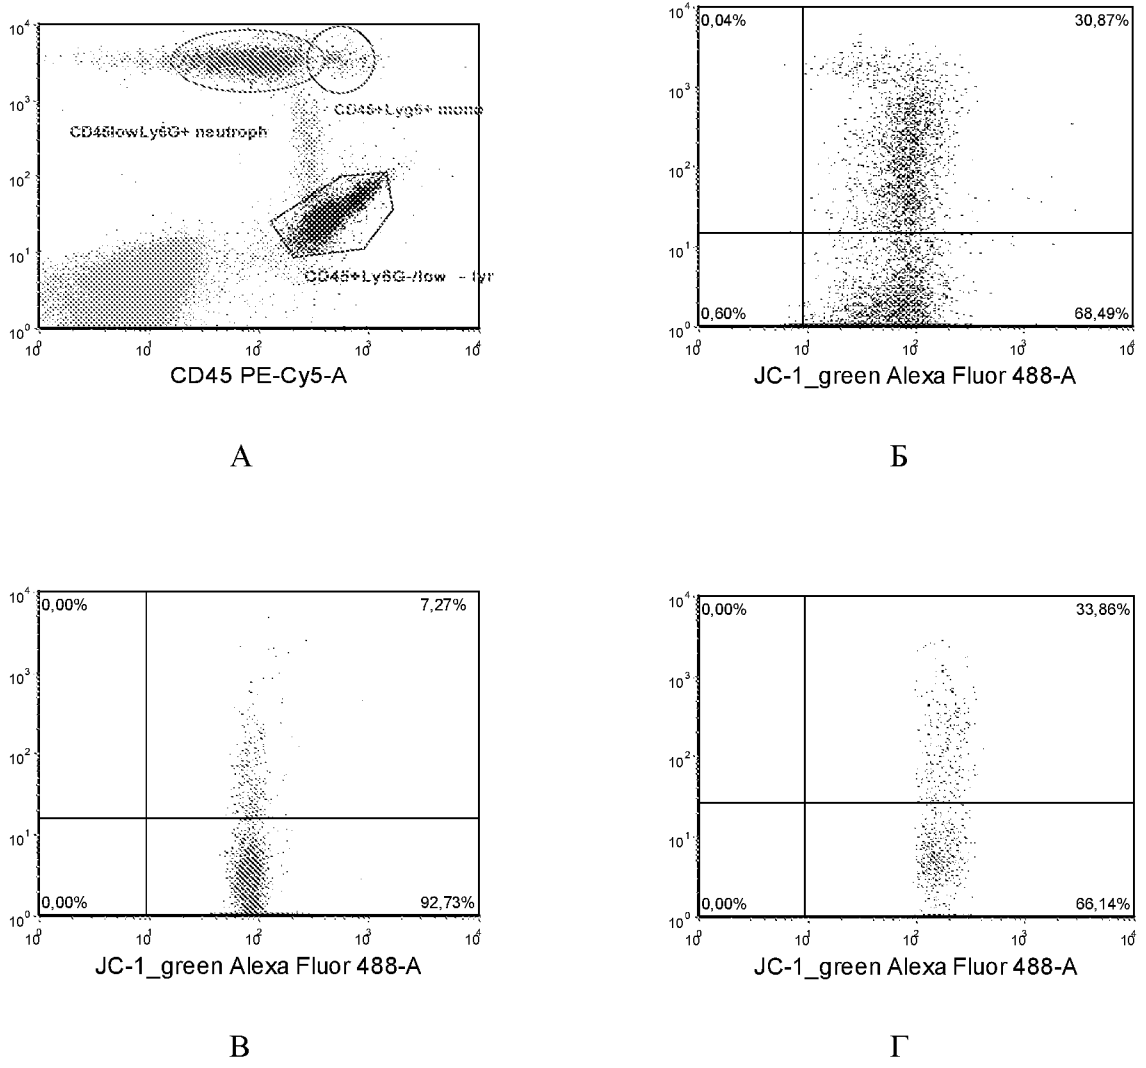 10⁴
10³
10²
10¹
10⁰
CD45+Lyg6+ mono
CD45lowLy6G+ neutroph
CD45+Ly6G-/low - lyr
10⁰ 10¹ 10² 10³ 10⁴
CD45 PE-Cy5-A
А
10⁴
10³
10²
10¹
10⁰
0,04% 30,87%
0,60% 68,49%
10⁰ 10¹ 10² 10³ 10⁴
JC-1_green Alexa Fluor 488-A
Б
10⁴
10³
10²
10¹
10⁰
0,00% 7,27%
0,00% 92,73%
10⁰ 10¹ 10² 10³ 10⁴
JC-1_green Alexa Fluor 488-A
В
10⁴
10³
10²
10¹
10⁰
0,00% 33,86%
0,00% 66,14%
10⁰ 10¹ 10² 10³ 10⁴
JC-1_green Alexa Fluor 488-A
Г